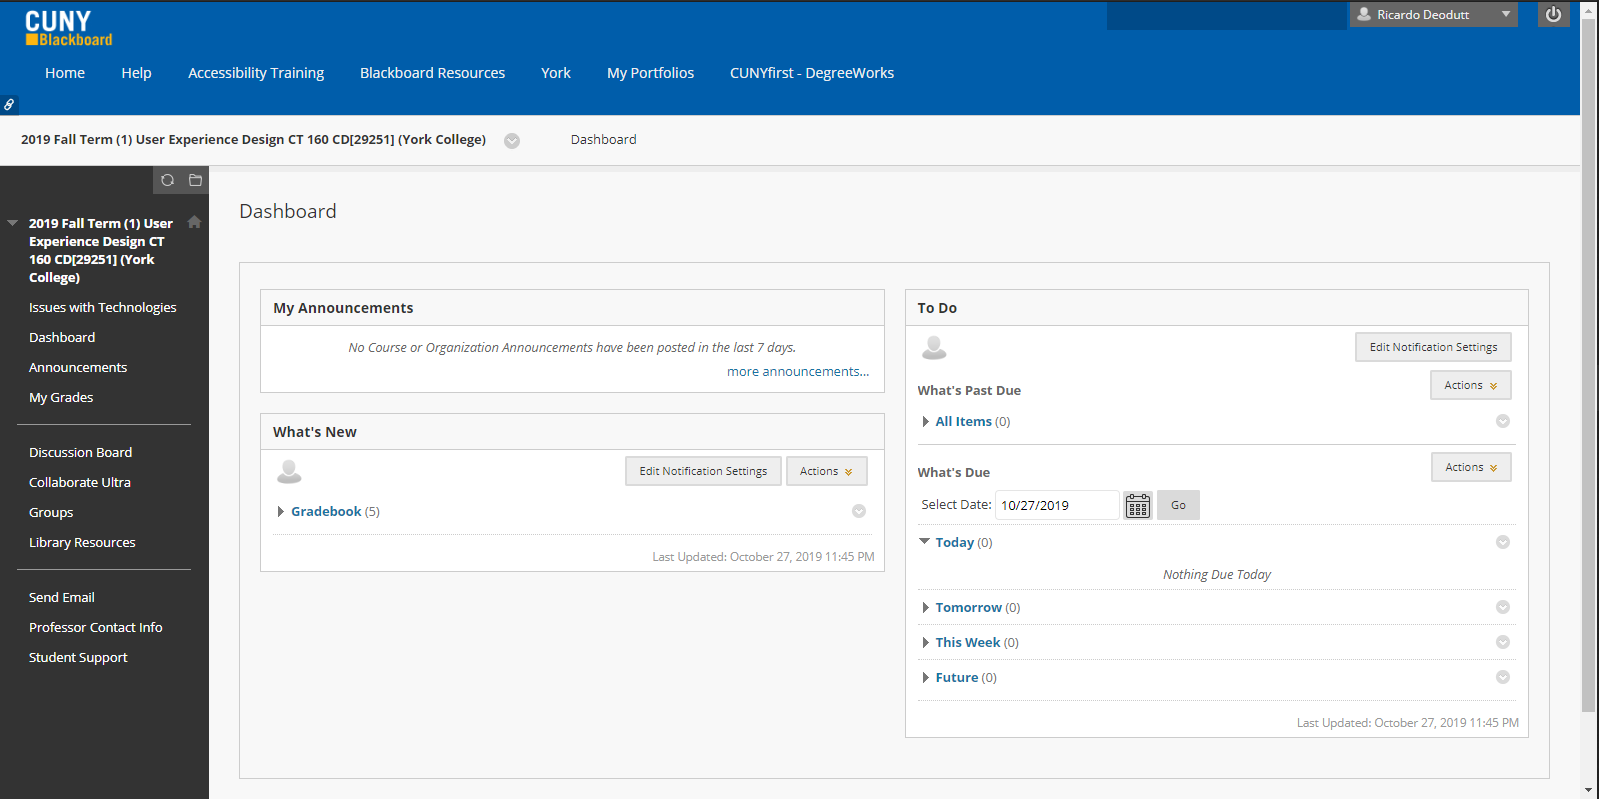 CUNY
Blackboard
Ricardo Deodutt
Home Help Accessibility Training Blackboard Resources York My Portfolios CUNYfirst - DegreeWorks
2019 Fall Term (1) User Experience Design CT 160 CD[29251] (York College) Dashboard
2019 Fall Term (1) User
Experience Design CT
160 CD[29251] (York
College)
Issues with Technologies
Dashboard
Announcements
My Grades
Discussion Board
Collaborate Ultra
Groups
Library Resources
Send Email
Professor Contact Info
Student Support
Dashboard
My Announcements
No Course or Organization Announcements have been posted in the last 7 days.
more announcements...
What's New
Edit Notification Settings Actions
Gradebook (5)
Last Updated: October 27, 2019 11:45 PM
To Do
Edit Notification Settings
What's Past Due Actions
All Items (0)
What's Due Actions
Select Date: 10/27/2019 Go
Today (0)
Nothing Due Today
Tomorrow (0)
This Week (0)
Future (0)
Last Updated: October 27, 2019 11:45 PM